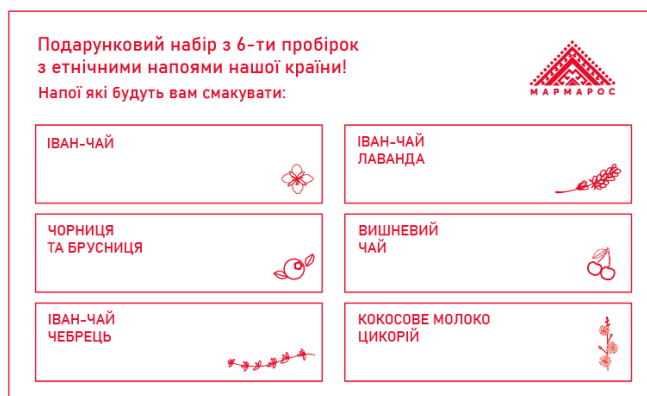 Подарунковий набір з 6-ти пробірок
з етнічними напоями нашої країни!
Напої які будуть вам смакувати:
МАРМАРОС
ІВАН-ЧАЙ
ІВАН-ЧАЙ
ЛАВАНДА
ЧОРНИЦЯ
ТА БРУСНИЦЯ
ВИШНЕВИЙ
ЧАЙ
ІВАН-ЧАЙ
ЧЕБРЕЦЬ
КОКОСОВЕ МОЛОКО
ЦИКОРІЙ